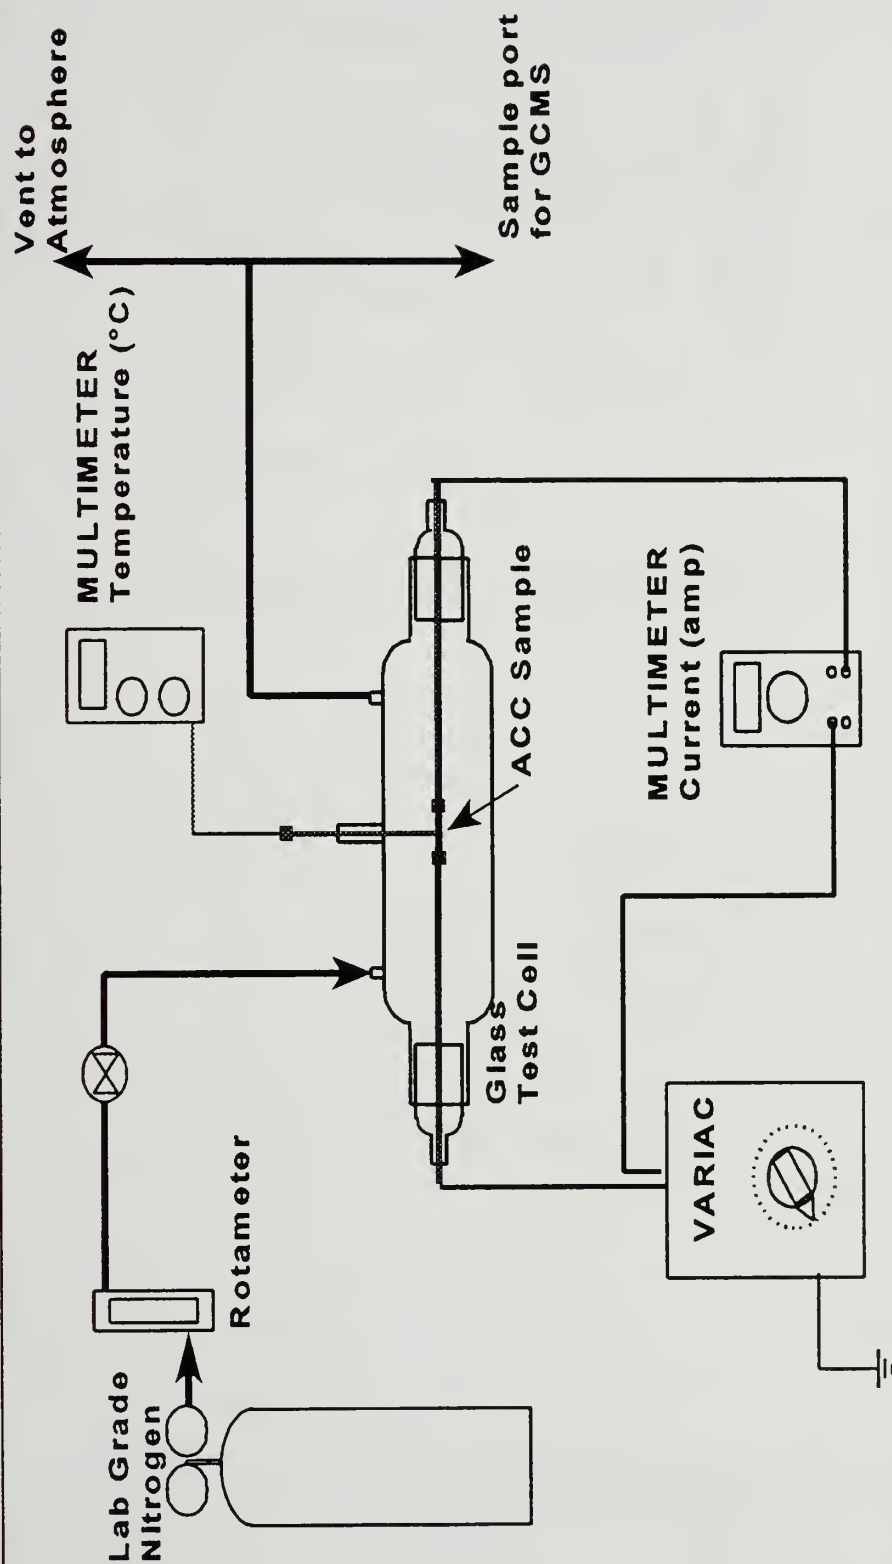 Lab Grade
Nitrogen
Rotameter
MULTIMETER
Temperature (°C)
Vent to
Atmosphere
Sample port
for GCMS
Glass
Test Cell
ACC Sample
VARIAC
MULTIMETER
Current (amp)